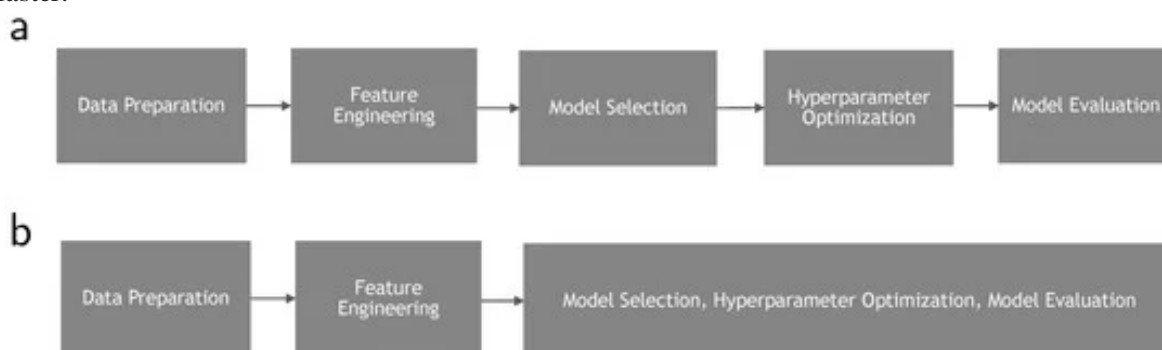 a
Data Preparation
Feature
Engineering
Model Selection
Hyperparameter
Optimization
Model Evaluation
b
Data Preparation
Feature
Engineering
Model Selection, Hyperparameter Optimization, Model Evaluation